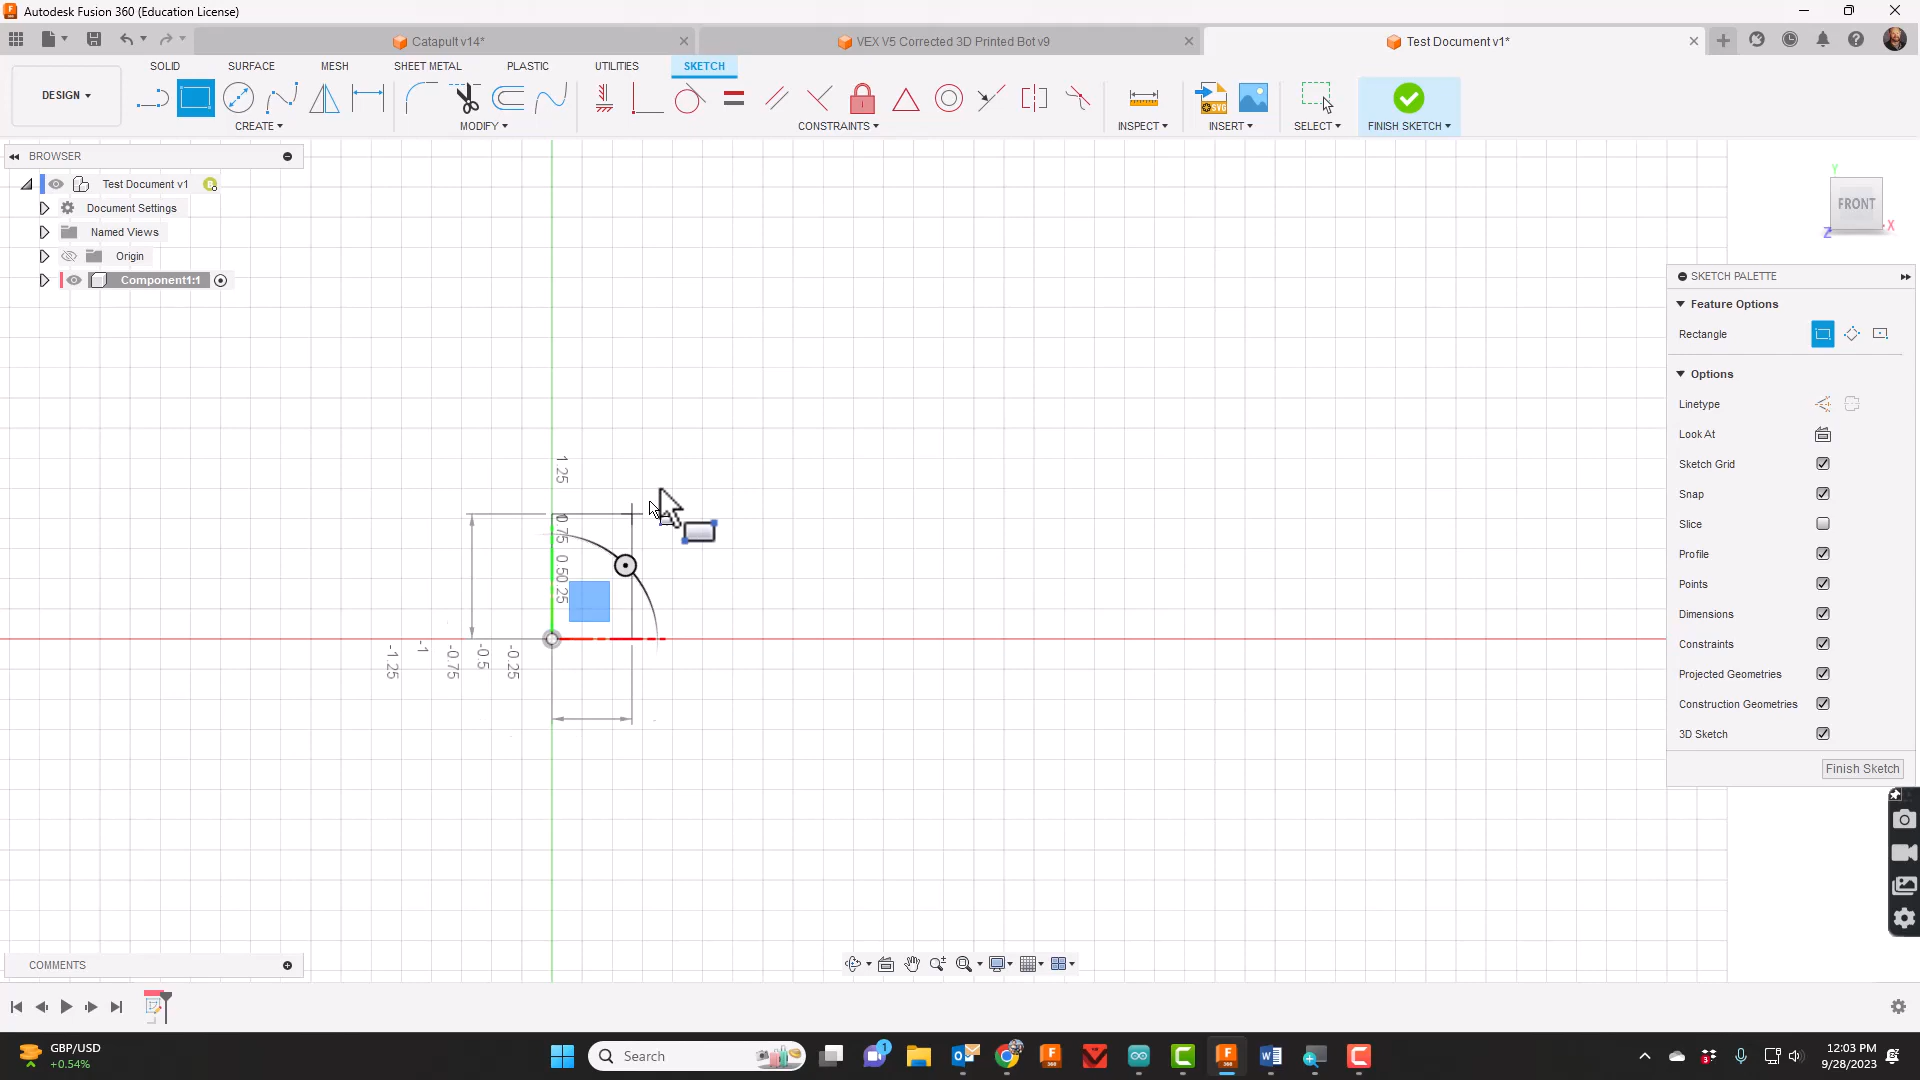 Autodesk Fusion 360 (Education License)
Catapult v14*
VEX V5 Corrected 3D Printed Bot v9
Test Document v1*
SOLID
SURFACE
MESH
SHEET METAL
PLASTIC
UTILITIES
SKETCH
DESIGN
CREATE
MODIFY
CONSTRAINTS
INSPECT
INSERT
SELECT
FINISH SKETCH
BROWSER
Test Document v1
Document Settings
Named Views
Origin
Component1:1
Y
FRONT
X
Z
SKETCH PALETTE
Feature Options
Rectangle
Options
Linetype
Look At
Sketch Grid
Snap
Slice
Profile
Points
Dimensions
Constraints
Projected Geometries
Construction Geometries
3D Sketch
Finish Sketch
1.25
0.75
0.50.25
-1.25
-1
-0.75
-0.5
-0.25
COMMENTS
GBP/USD
+0.54%
Search
12:03 PM
9/28/2023